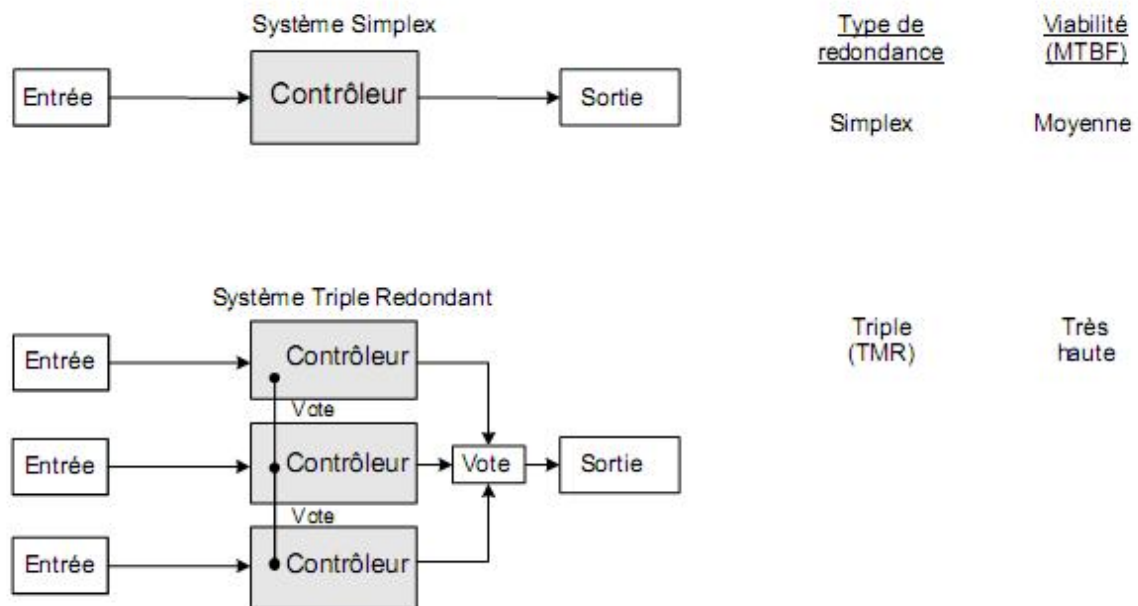 Système Simplex
Type de
redondance
Viabilité
(MTBF)
Entrée
Contrôleur
Sortie
Simplex
Moyenne
Système Triple Redondant
Entrée
Contrôleur
Triple
(TMR)
Très
haute
Vote
Entrée
Contrôleur
Vote
Sortie
Vote
Entrée
Contrôleur